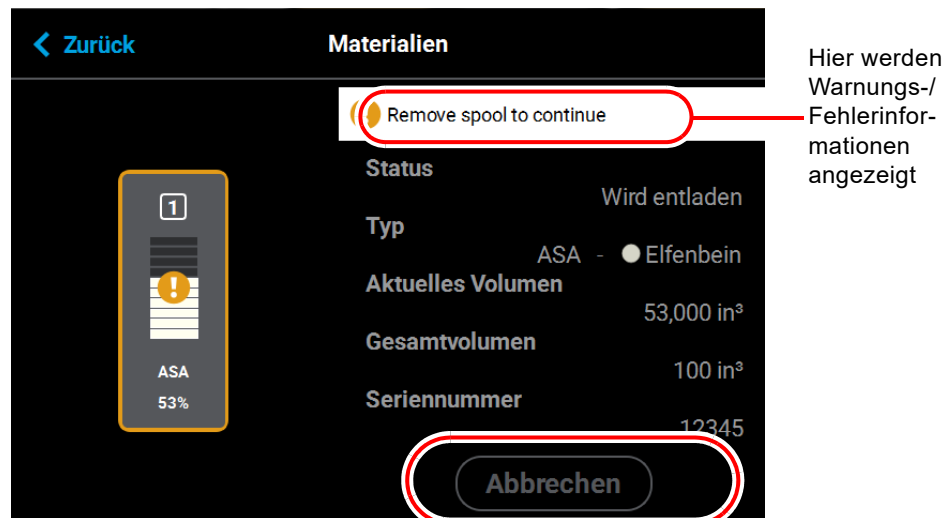 Zurück
Materialien
Remove spool to continue
Hier werden
Warnungs-/
Fehlerinfor-
mationen
angezeigt
1
ASA
53%
Status
Wird entladen
Typ
ASA - Elfenbein
Aktuelles Volumen
53,000 in³
Gesamtvolumen
100 in³
Seriennummer
12345
Abbrechen